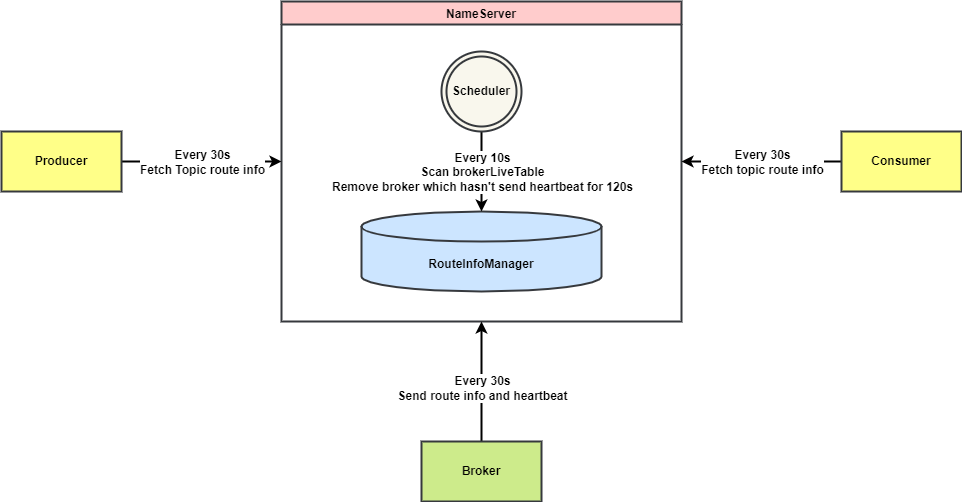 NameServer
Scheduler
Every 10s
Scan brokerLiveTable
Remove broker which hasn't send heartbeat for 120s
RouteInfoManager
Producer
Every 30s
Fetch Topic route info
Every 30s
Fetch topic route info
Consumer
Every 30s
Send route info and heartbeat
Broker